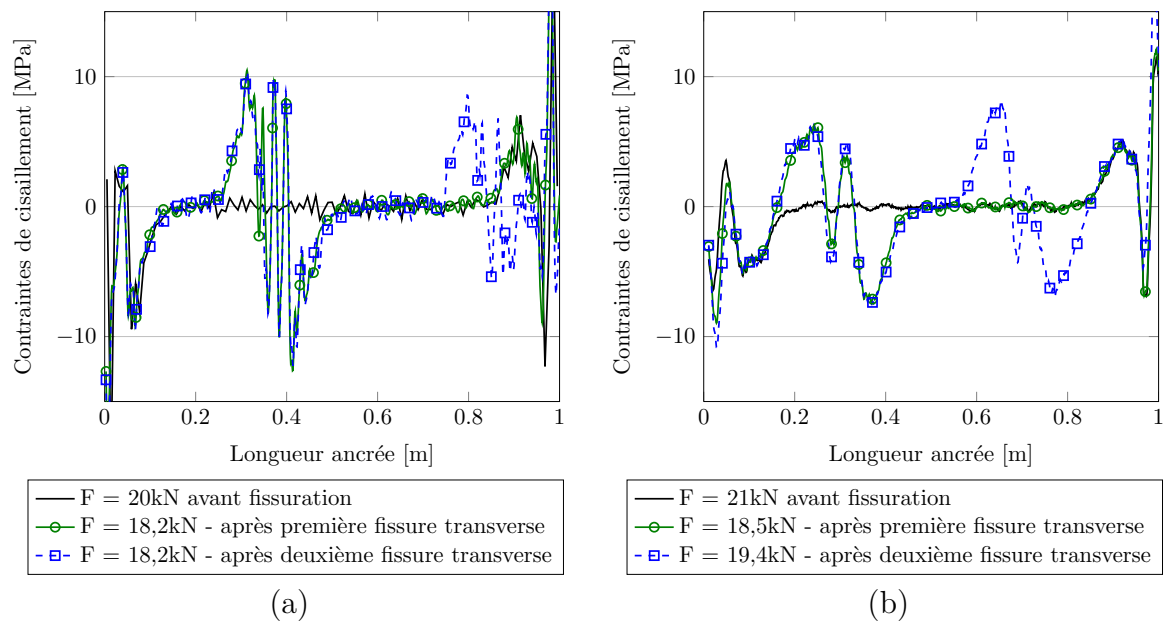 Contraintes de cisaillement [MPa]
10
0
−10
0
0.2
0.4
0.6
0.8
1
Longueur ancrée [m]
F = 20kN avant fissuration
F = 18,2kN - après première fissure transverse
F = 18,2kN - après deuxième fissure transverse
(a)
Contraintes de cisaillement [MPa]
10
0
−10
0
0.2
0.4
0.6
0.8
1
Longueur ancrée [m]
F = 21kN avant fissuration
F = 18,5kN - après première fissure transverse
F = 19,4kN - après deuxième fissure transverse
(b)